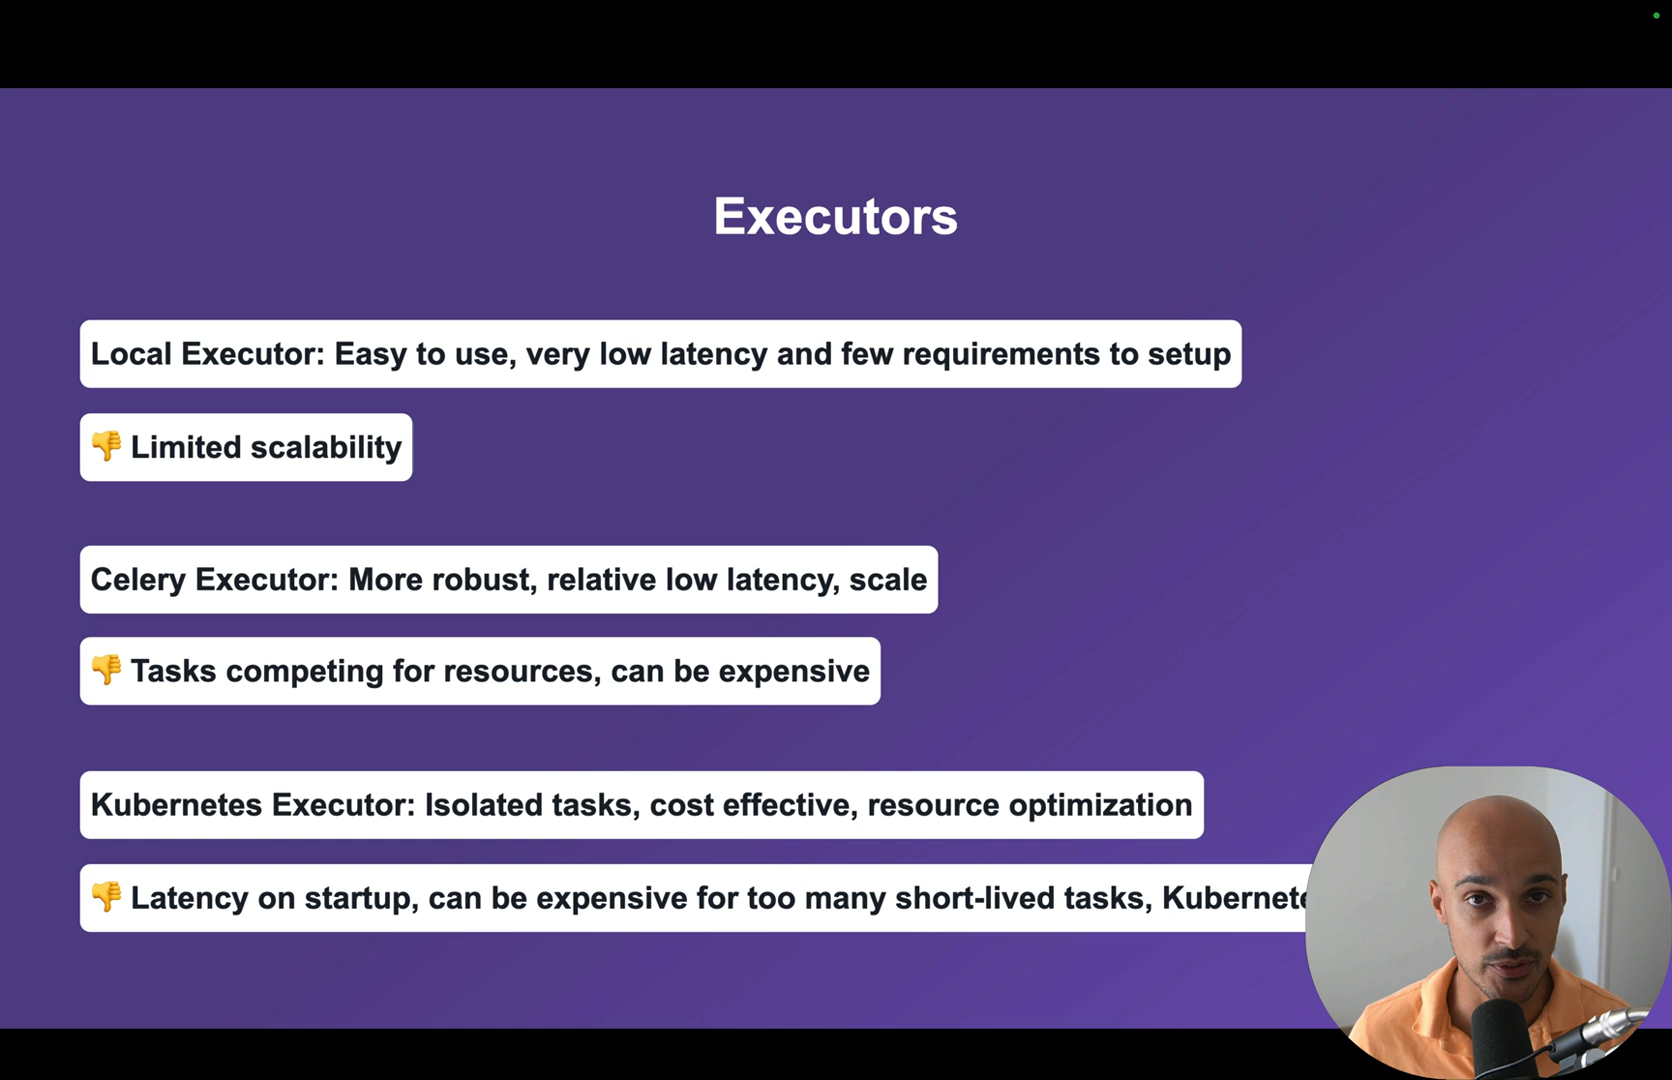 Executors
Local Executor: Easy to use, very low latency and few requirements to setup
👎 Limited scalability
Celery Executor: More robust, relative low latency, scale
👎 Tasks competing for resources, can be expensive
Kubernetes Executor: Isolated tasks, cost effective, resource optimization
👎 Latency on startup, can be expensive for too many short-lived tasks,